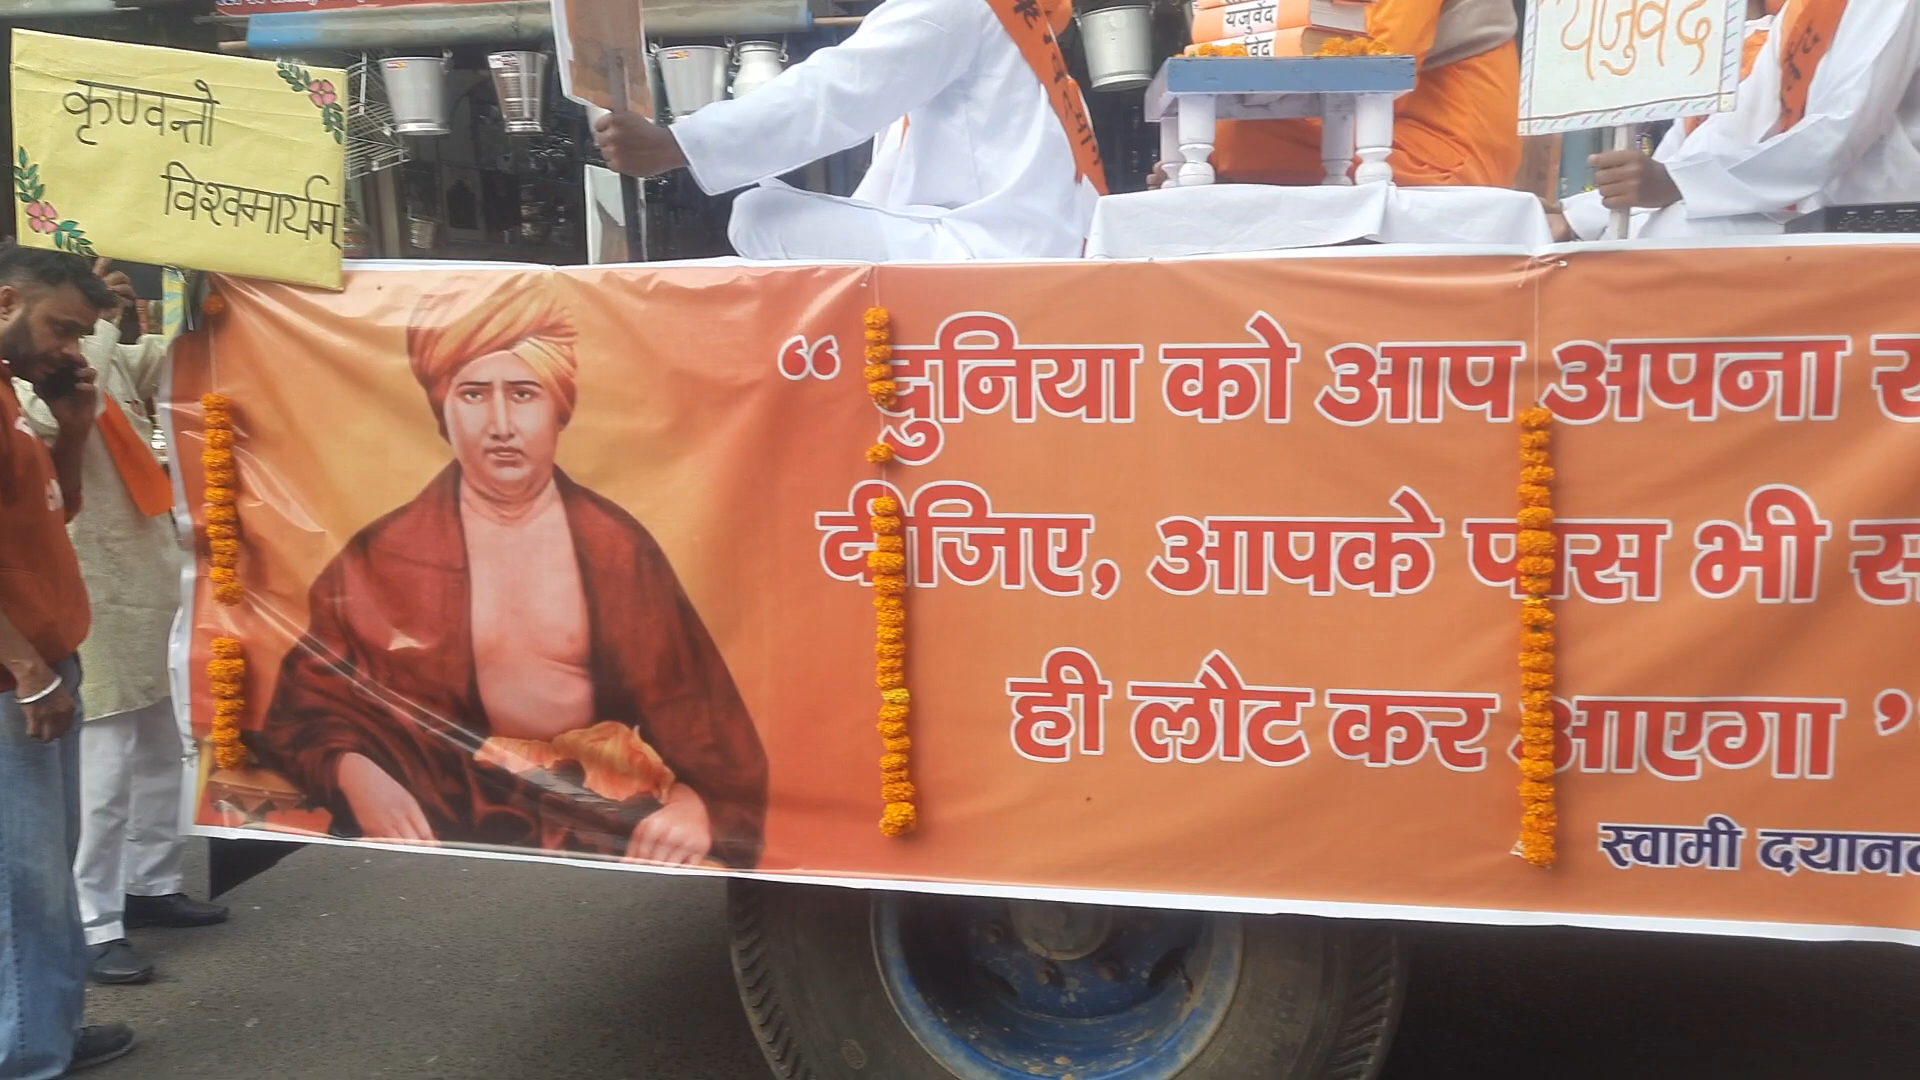 यजुर्वेद
यजुर्वेद
कृण्वन्तो
विश्वमार्यम्
“ दुनिया को आप अपना
दीजिए, आपके पास भी
ही लौट कर आएगा ”
स्वामी